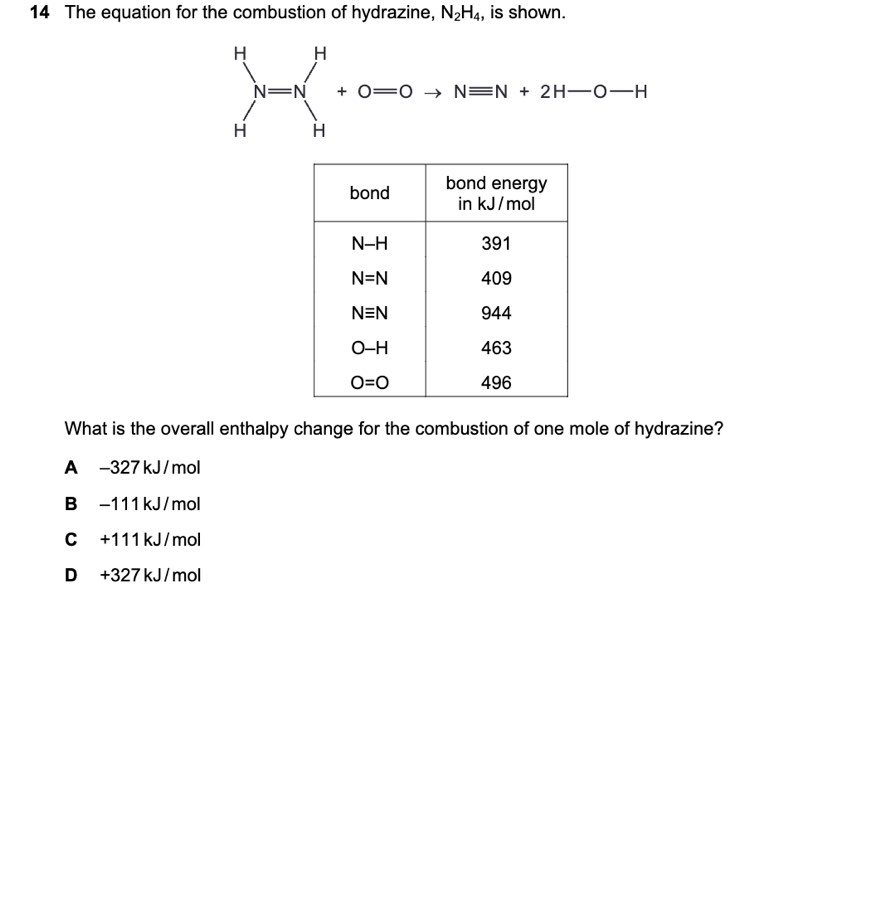 14 The equation for the combustion of hydrazine, N₂H₄, is shown.
H H
N=N + O=O → N≡N + 2H—O—H
H H
bond bond energy in kJ/mol
N–H 391
N=N 409
N≡N 944
O–H 463
O=O 496
What is the overall enthalpy change for the combustion of one mole of hydrazine?
A –327 kJ/mol
B –111 kJ/mol
C +111 kJ/mol
D +327 kJ/mol